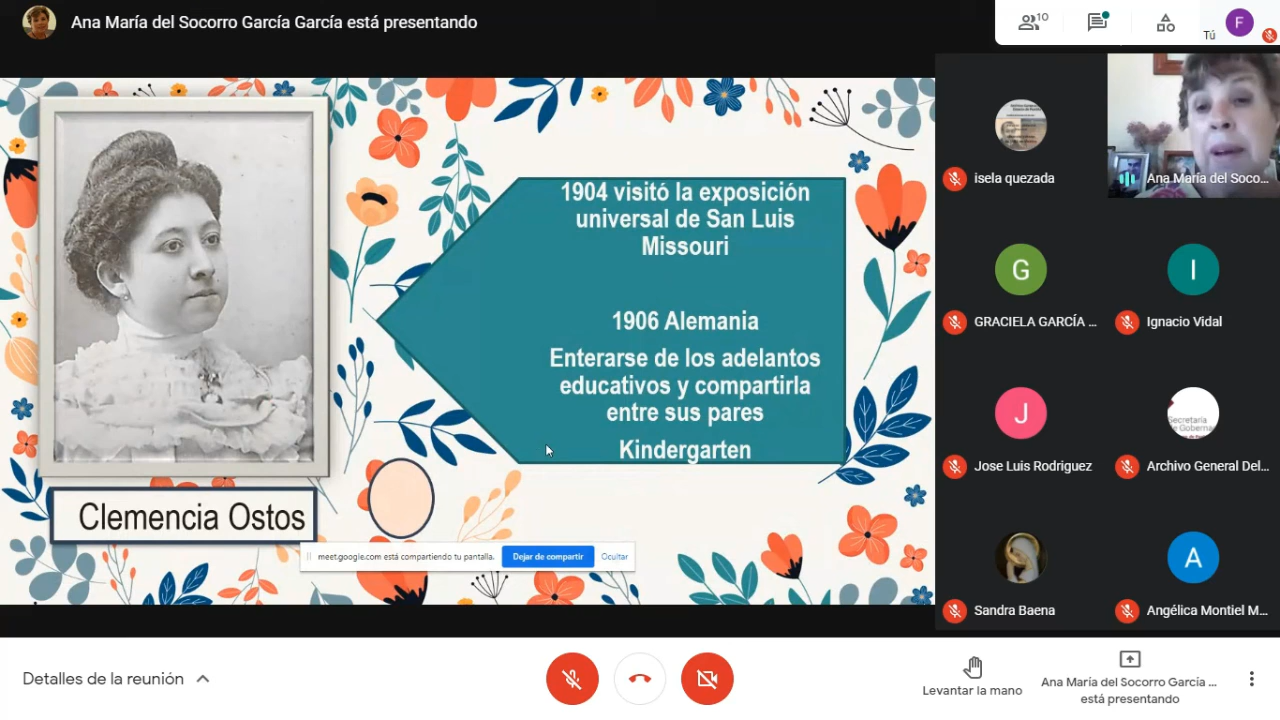 Ana María del Socorro García García está presentando
10
Tú
F
1904 visitó la exposición
universal de San Luis
Missouri
1906 Alemania
Enterarse de los adelantos
educativos y compartirla
entre sus pares
Kindergarten
Clemencia Ostos
meet.google.com está compartiendo tu pantalla.
Dejar de compartir
Ocultar
isela quezada
Ana María del Soco...
G
GRACIELA GARCÍA ...
I
Ignacio Vidal
J
Jose Luis Rodriguez
Secretaría
de Goberna
Archivo General Del...
Sandra Baena
A
Angélica Montiel M...
Detalles de la reunión
Levantar la mano
Ana María del Socorro García ...
está presentando